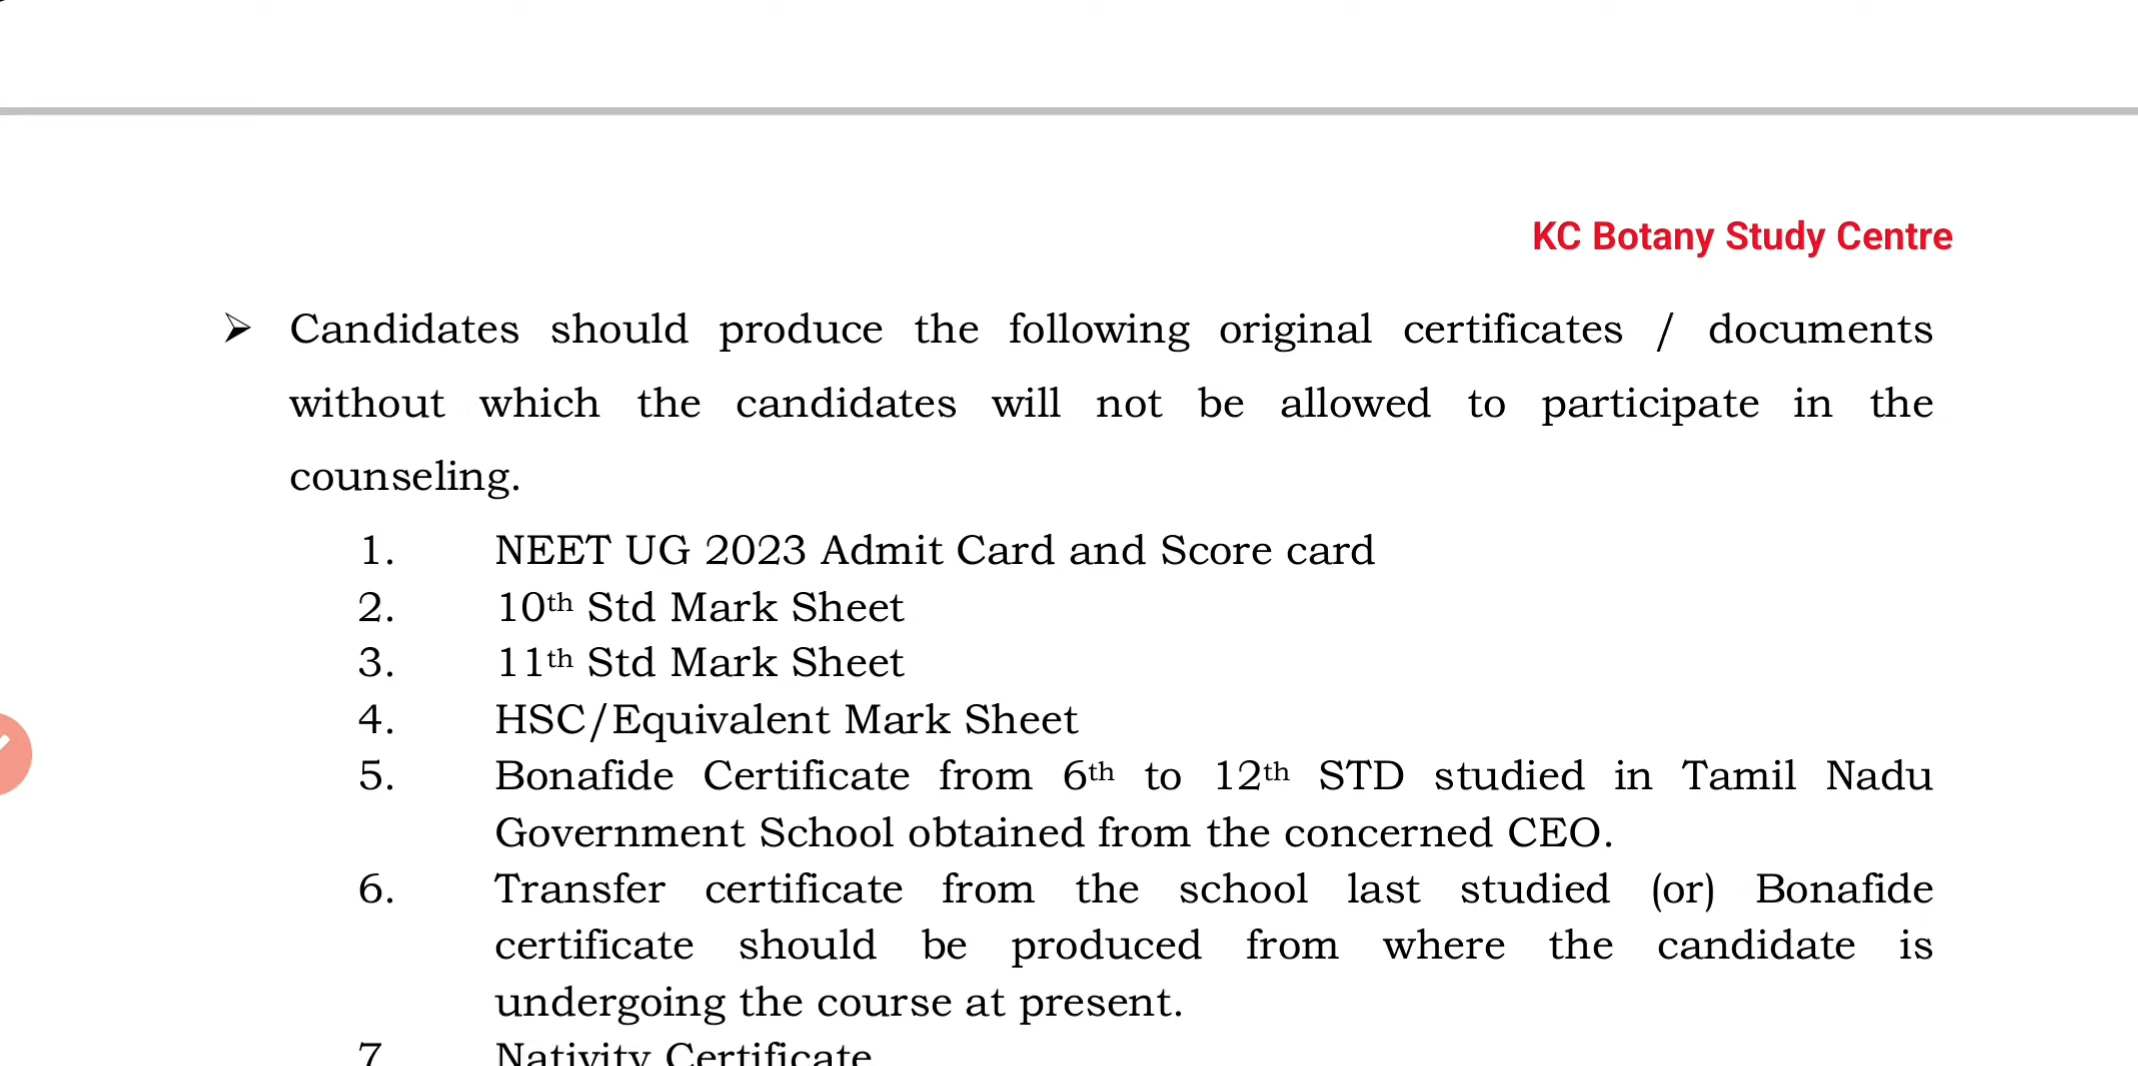 KC Botany Study Centre
➢ Candidates should produce the following original certificates / documents
without which the candidates will not be allowed to participate in the
counseling.
1. NEET UG 2023 Admit Card and Score card
2. 10th Std Mark Sheet
3. 11th Std Mark Sheet
4. HSC/Equivalent Mark Sheet
5. Bonafide Certificate from 6th to 12th STD studied in Tamil Nadu
Government School obtained from the concerned CEO.
6. Transfer certificate from the school last studied (or) Bonafide
certificate should be produced from where the candidate is
undergoing the course at present.
7 Nativity Certificate